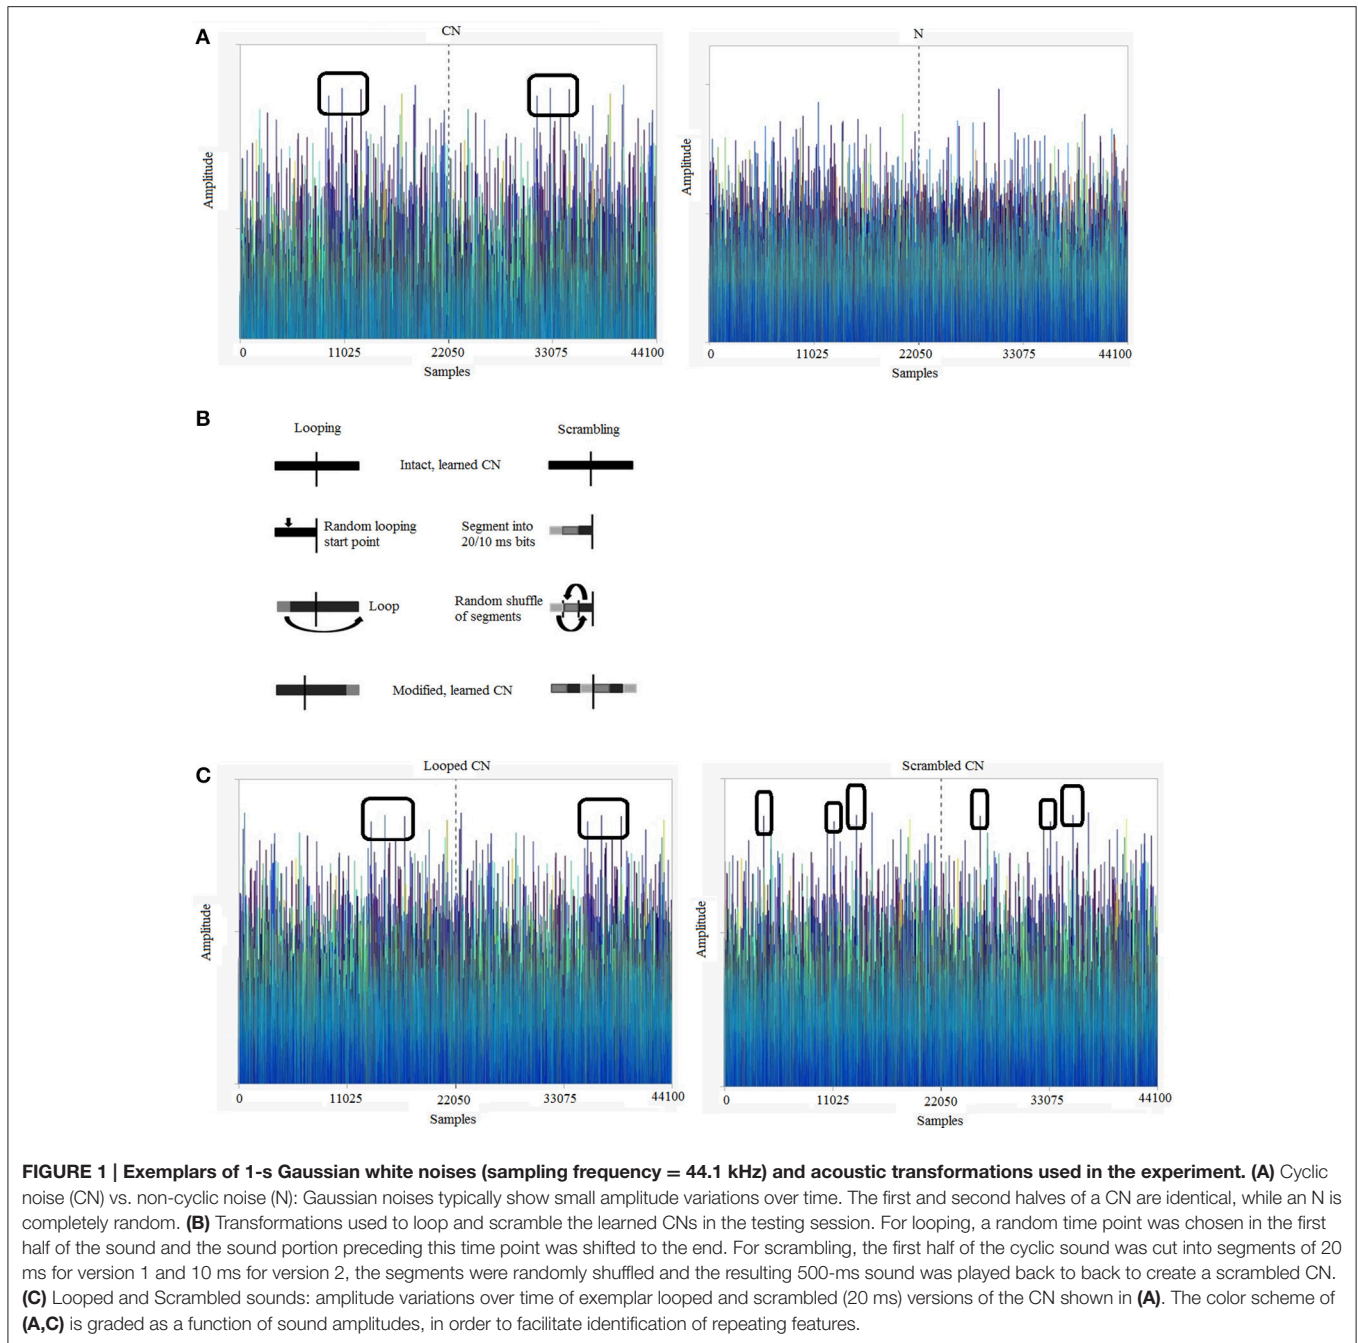 A
CN
N
Amplitude
Amplitude
0 11025 22050 33075 44100
Samples
0 11025 22050 33075 44100
Samples
B
Looping
Scrambling
Intact, learned CN
Random looping
start point
Segment into
20/10 ms bits
Loop
Random shuffle
of segments
Modified, learned CN
C
Looped CN
Scrambled CN
Amplitude
Amplitude
0 11025 22050 33075 44100
Samples
0 11025 22050 33075 44100
Samples
FIGURE 1 | Exemplars of 1-s Gaussian white noises (sampling frequency = 44.1 kHz) and acoustic transformations used in the experiment. (A) Cyclic
noise (CN) vs. non-cyclic noise (N): Gaussian noises typically show small amplitude variations over time. The first and second halves of a CN are identical, while an N is
completely random. (B) Transformations used to loop and scramble the learned CNs in the testing session. For looping, a random time point was chosen in the first
half of the sound and the sound portion preceding this time point was shifted to the end. For scrambling, the first half of the cyclic sound was cut into segments of 20
ms for version 1 and 10 ms for version 2, the segments were randomly shuffled and the resulting 500-ms sound was played back to back to create a scrambled CN.
(C) Looped and Scrambled sounds: amplitude variations over time of exemplar looped and scrambled (20 ms) versions of the CN shown in (A). The color scheme of
(A,C) is graded as a function of sound amplitudes, in order to facilitate identification of repeating features.